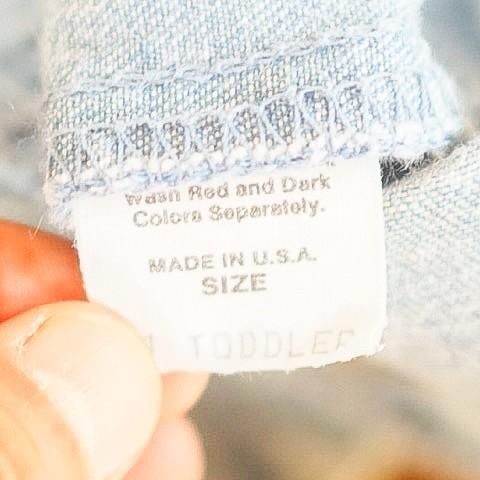 Wash Red and Dark
Colors Separately.
MADE IN U.S.A.
SIZE
TODDLER